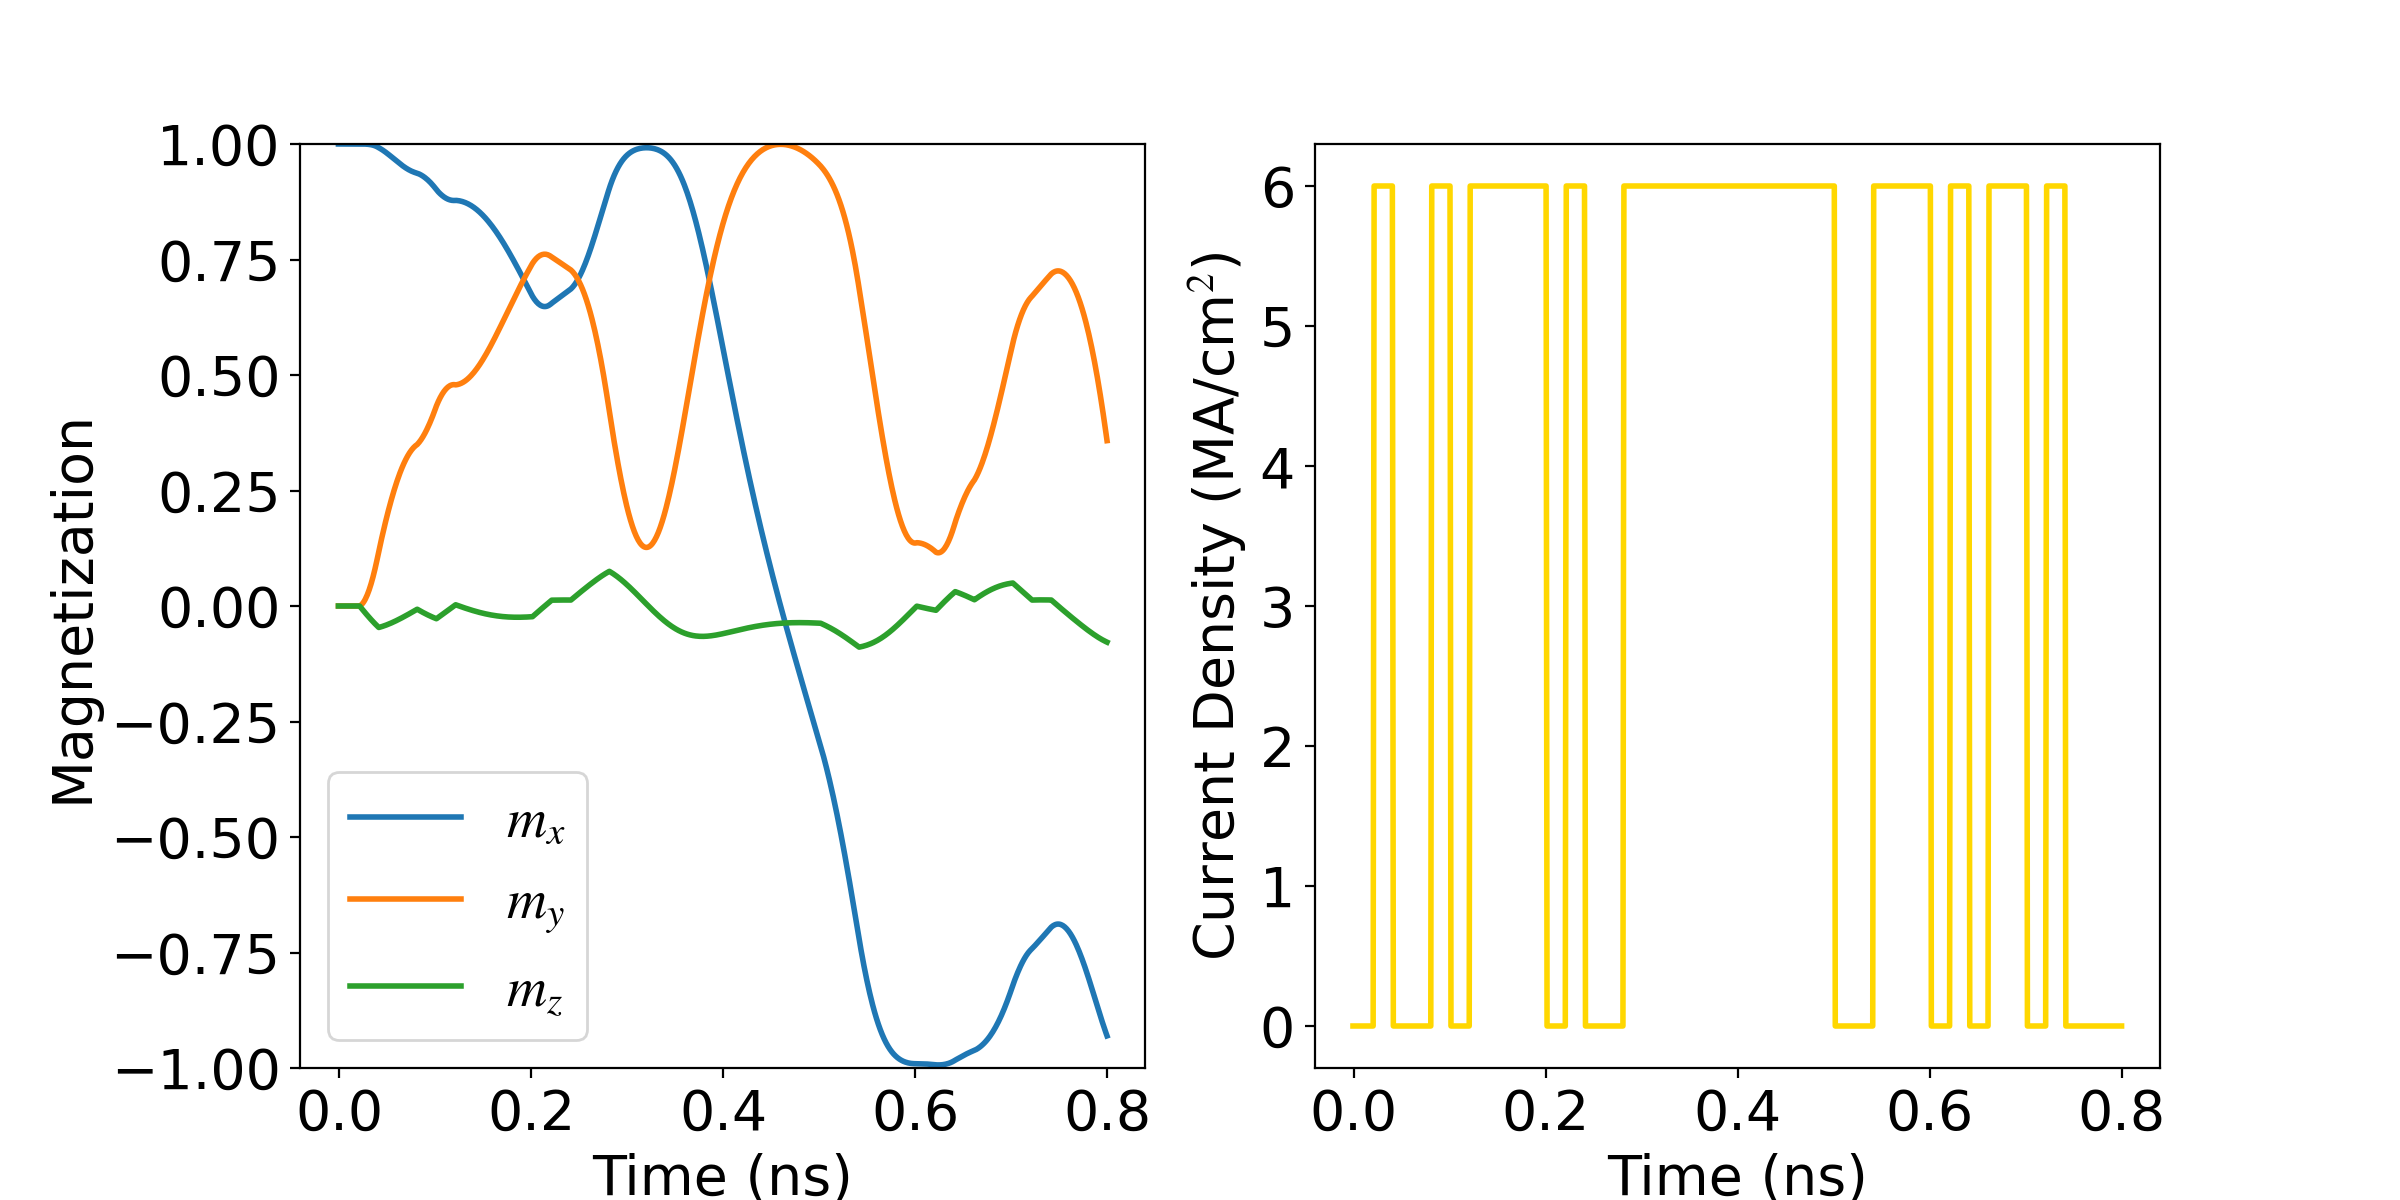 1.00
0.75
0.50
0.25
0.00
−0.25
−0.50
−0.75
−1.00
Magnetization
m_x
m_y
m_z
0.0 0.2 0.4 0.6 0.8
Time (ns)
6
5
4
3
2
1
0
Current Density (MA/cm²)
0.0 0.2 0.4 0.6 0.8
Time (ns)